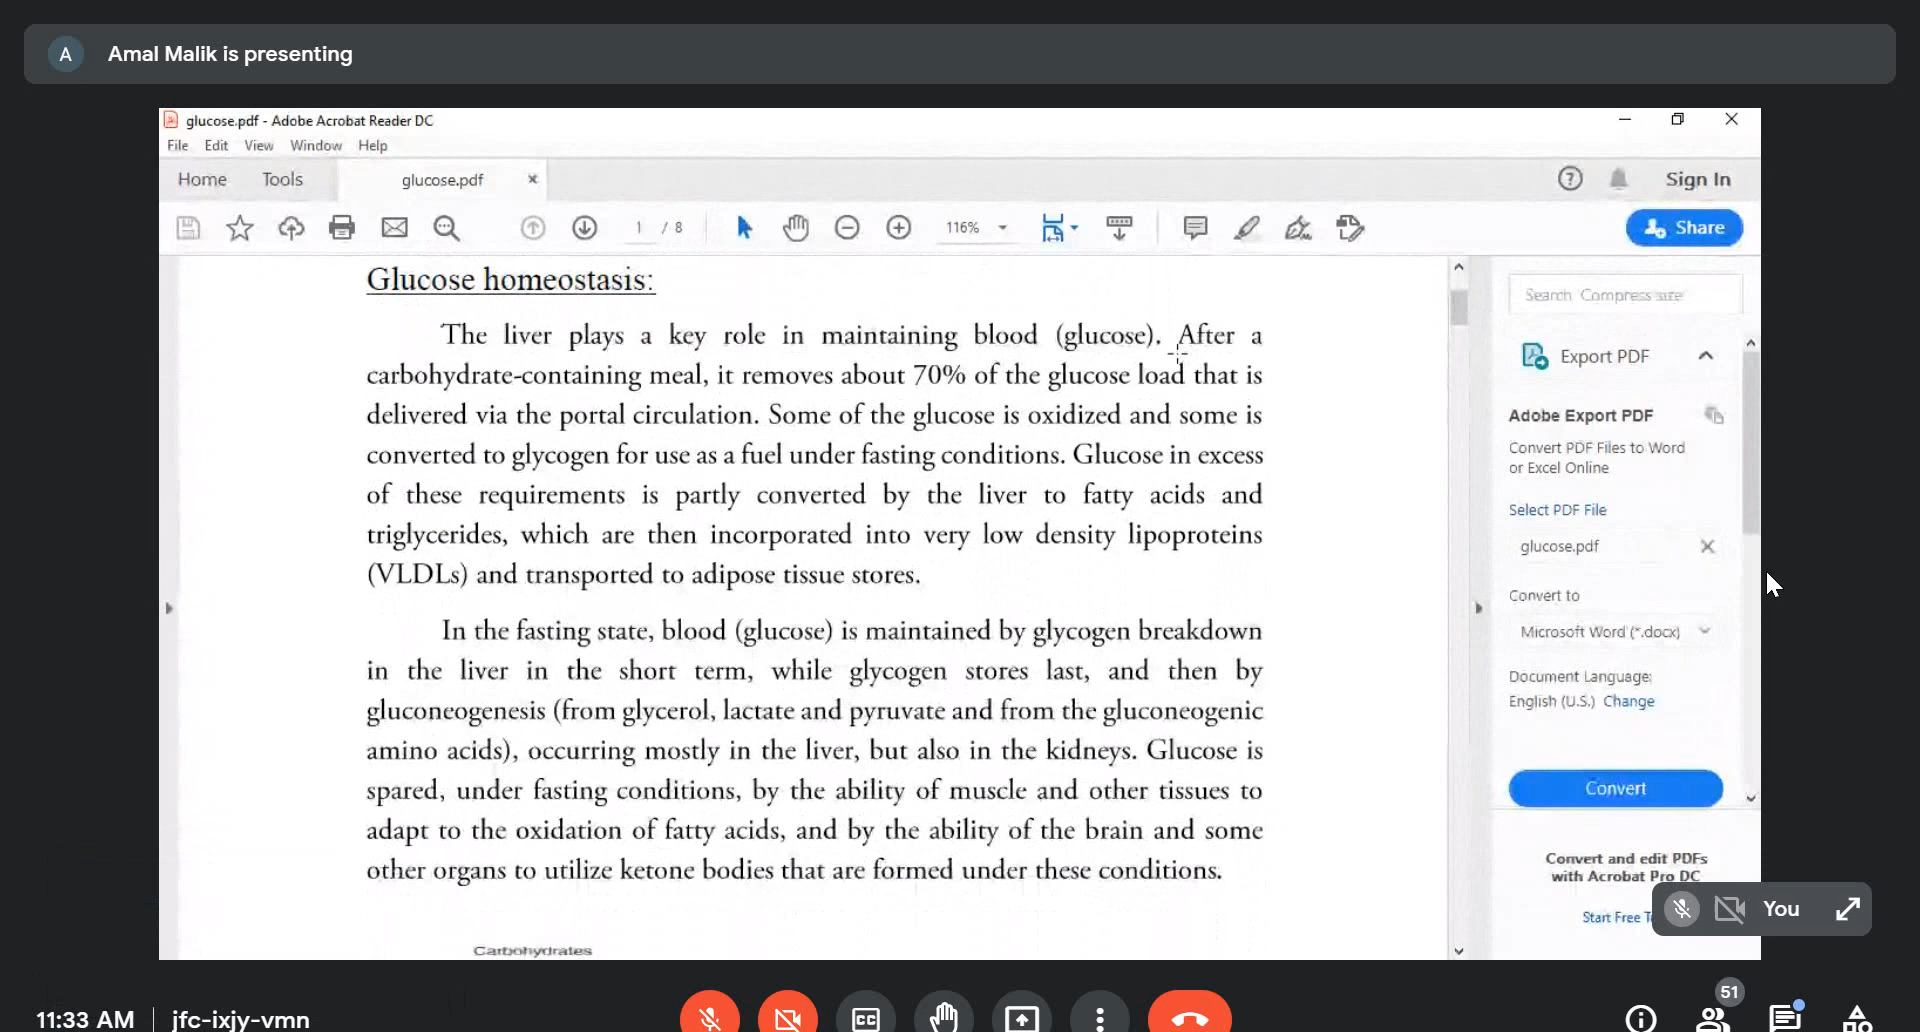 A Amal Malik is presenting
glucose.pdf - Adobe Acrobat Reader DC
File Edit View Window Help
Home Tools glucose.pdf × Sign In
1 / 8 116% Share
Glucose homeostasis:
The liver plays a key role in maintaining blood (glucose). After a
carbohydrate-containing meal, it removes about 70% of the glucose load that is
delivered via the portal circulation. Some of the glucose is oxidized and some is
converted to glycogen for use as a fuel under fasting conditions. Glucose in excess
of these requirements is partly converted by the liver to fatty acids and
triglycerides, which are then incorporated into very low density lipoproteins
(VLDLs) and transported to adipose tissue stores.
In the fasting state, blood (glucose) is maintained by glycogen breakdown
in the liver in the short term, while glycogen stores last, and then by
gluconeogenesis (from glycerol, lactate and pyruvate and from the gluconeogenic
amino acids), occurring mostly in the liver, but also in the kidneys. Glucose is
spared, under fasting conditions, by the ability of muscle and other tissues to
adapt to the oxidation of fatty acids, and by the ability of the brain and some
other organs to utilize ketone bodies that are formed under these conditions.
Carbohydrates
Search
Export PDF
Adobe Export PDF
Convert PDF Files to Word
or Excel Online
Select PDF File
glucose.pdf
Convert to
Microsoft Word (*.docx)
Document Language:
English (U.S.) Change
Convert
Convert and edit PDFs
with Acrobat Pro DC
Start Free
You
11:33 AM | jfc-ixjy-vmn
CC
51